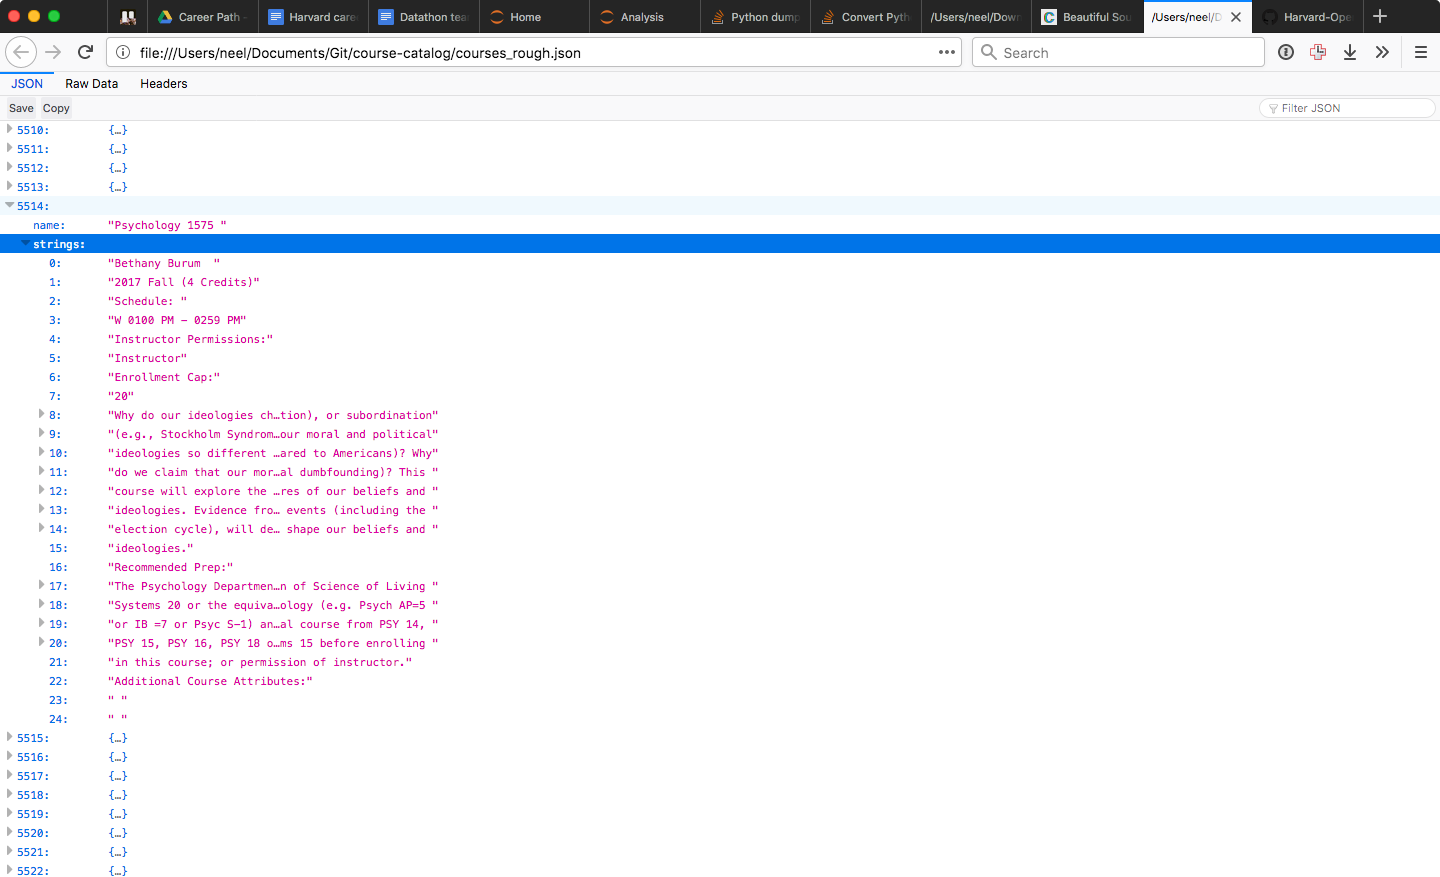 Career Path -
Harvard care
Datathon tea
Home
Analysis
Python dump
Convert Pyth
/Users/neel/Dow
Beautiful Sou
/Users/neel/D
Harvard-Ope
file:///Users/neel/Documents/Git/course-catalog/courses_rough.json
Search
JSON Raw Data Headers
Save Copy
Filter JSON
5510: {…}
5511: {…}
5512: {…}
5513: {…}
5514:
name: "Psychology 1575 "
strings:
0: "Bethany Burum  "
1: "2017 Fall (4 Credits)"
2: "Schedule: "
3: "W 0100 PM - 0259 PM"
4: "Instructor Permissions:"
5: "Instructor"
6: "Enrollment Cap:"
7: "20"
8: "Why do our ideologies ch…tion), or subordination"
9: "(e.g., Stockholm Syndrom…our moral and political"
10: "ideologies so different …ared to Americans)? Why"
11: "do we claim that our mor…al dumbfounding)? This "
12: "course will explore the …res of our beliefs and "
13: "ideologies. Evidence fro… events (including the "
14: "election cycle), will de… shape our beliefs and "
15: "ideologies."
16: "Recommended Prep:"
17: "The Psychology Departmen…n of Science of Living "
18: "Systems 20 or the equiva…ology (e.g. Psych AP=5 "
19: "or IB =7 or Psyc S-1) an…al course from PSY 14, "
20: "PSY 15, PSY 16, PSY 18 o…ms 15 before enrolling "
21: "in this course; or permission of instructor."
22: "Additional Course Attributes:"
23: " "
24: " "
5515: {…}
5516: {…}
5517: {…}
5518: {…}
5519: {…}
5520: {…}
5521: {…}
5522: {…}